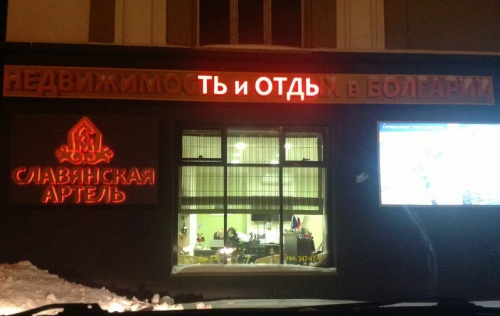 НЕДВИЖИМОСТЬ и ОТДЫХ в БОЛГАРИИ
СЛАВЯНСКАЯ
АРТЕЛЬ